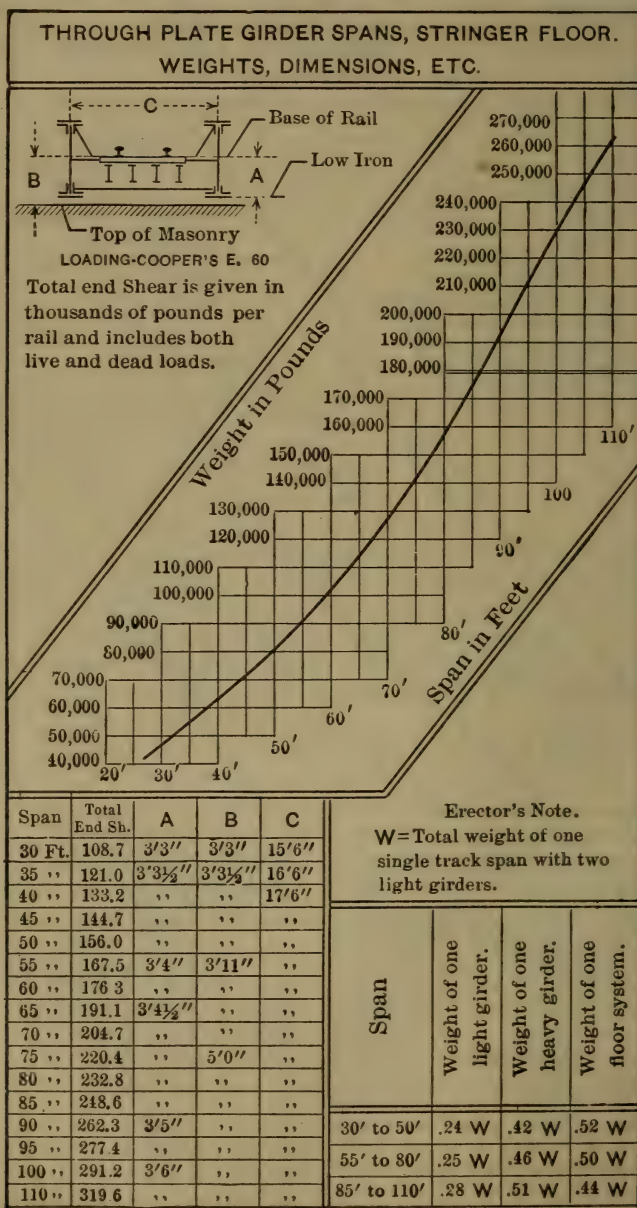 THROUGH PLATE GIRDER SPANS, STRINGER FLOOR.
WEIGHTS, DIMENSIONS, ETC.
C
Base of Rail
B
A
Low Iron
Top of Masonry
LOADING-COOPER'S E. 60
Total end Shear is given in
thousands of pounds per
rail and includes both
live and dead loads.
Weight in Pounds
270,000
260,000
250,000
240,000
230,000
220,000
210,000
200,000
190,000
180,000
170,000
160,000
150,000
140,000
130,000
120,000
110,000
100,000
90,000
80,000
70,000
60,000
50,000
40,000
20'
30'
40'
50'
60'
70'
80'
90'
100
110'
Span in Feet
Span Total End Sh. A B C
30 Ft. 108.7 3'3" 3'3" 15'6"
35 ,, 121.0 3'3½" 3'3½" 16'6"
40 ,, 133.2 ,, ,, 17'6"
45 ,, 144.7 ,, ,, ,,
50 ,, 156.0 ,, ,, ,,
55 ,, 167.5 3'4" 3'11" ,,
60 ,, 176 3 ,, ,, ,,
65 ,, 191.1 3'4½" ,, ,,
70 ,, 204.7 ,, ,, ,,
75 ,, 220.4 ,, 5'0" ,,
80 ,, 232.8 ,, ,, ,,
85 ,, 248.6 ,, ,, ,,
90 ,, 262.3 3'5" ,, ,,
95 ,, 277.4 ,, ,, ,,
100 ,, 291.2 3'6" ,, ,,
110 ,, 319.6 ,, ,, ,,
Erector's Note.
W=Total weight of one
single track span with two
light girders.
Span
Weight of one
light girder.
Weight of one
heavy girder.
Weight of one
floor system.
30' to 50' .24 W .42 W .52 W
55' to 80' .25 W .46 W .50 W
85' to 110' .28 W .51 W .44 W